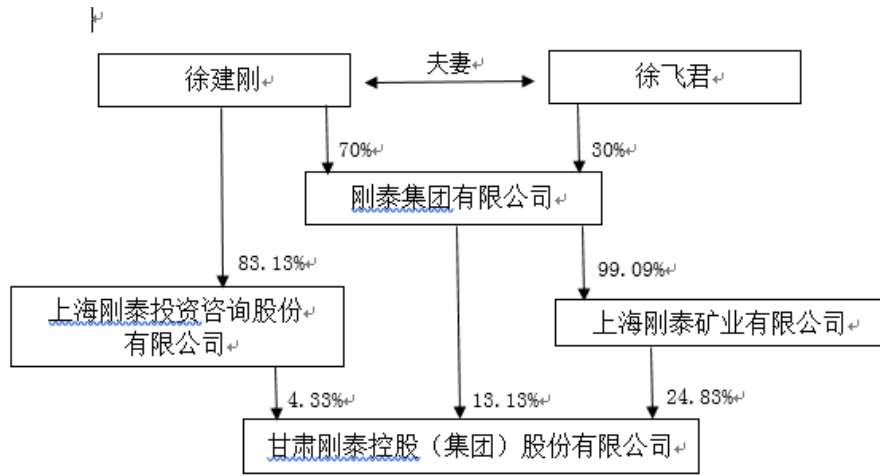 徐建刚
夫妻
徐飞君
70%
30%
刚泰集团有限公司
83.13%
99.09%
上海刚泰投资咨询股份
有限公司
上海刚泰矿业有限公司
4.33%
13.13%
24.83%
甘肃刚泰控股（集团）股份有限公司